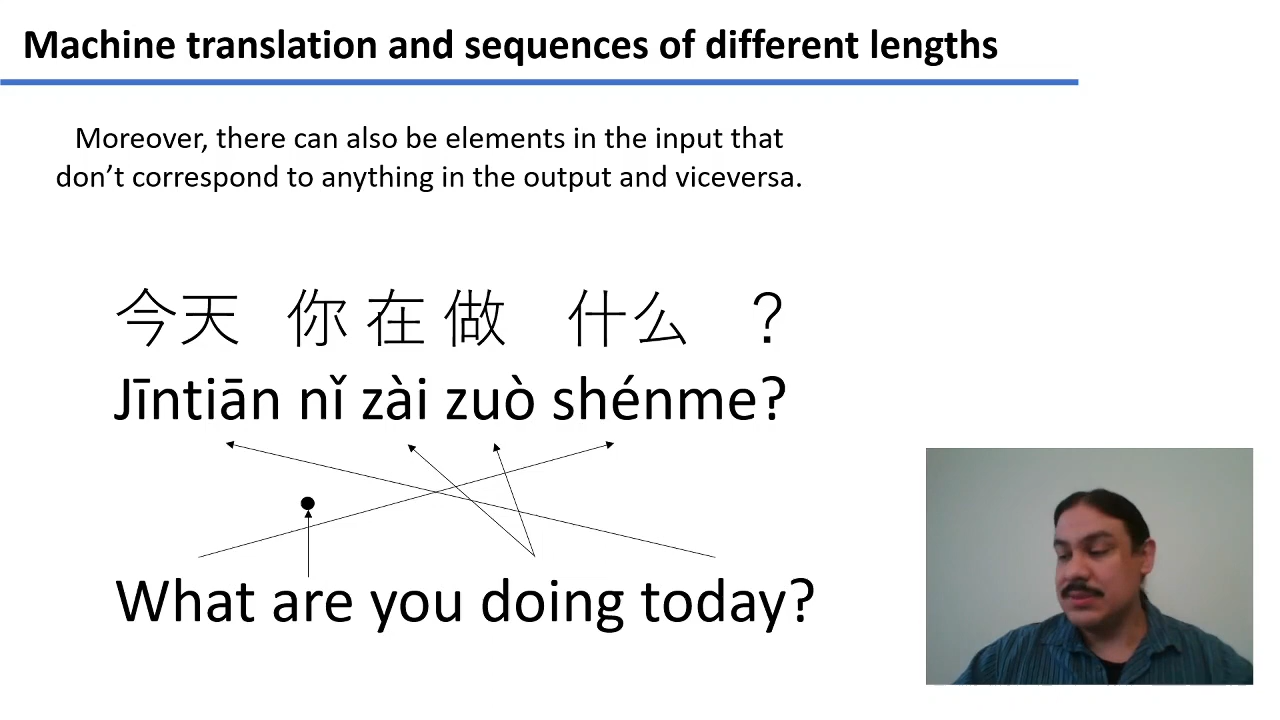 Machine translation and sequences of different lengths
Moreover, there can also be elements in the input that
don’t correspond to anything in the output and viceversa.
今天 你 在 做 什么 ？
Jīntiān nǐ zài zuò shénme?
What are you doing today?